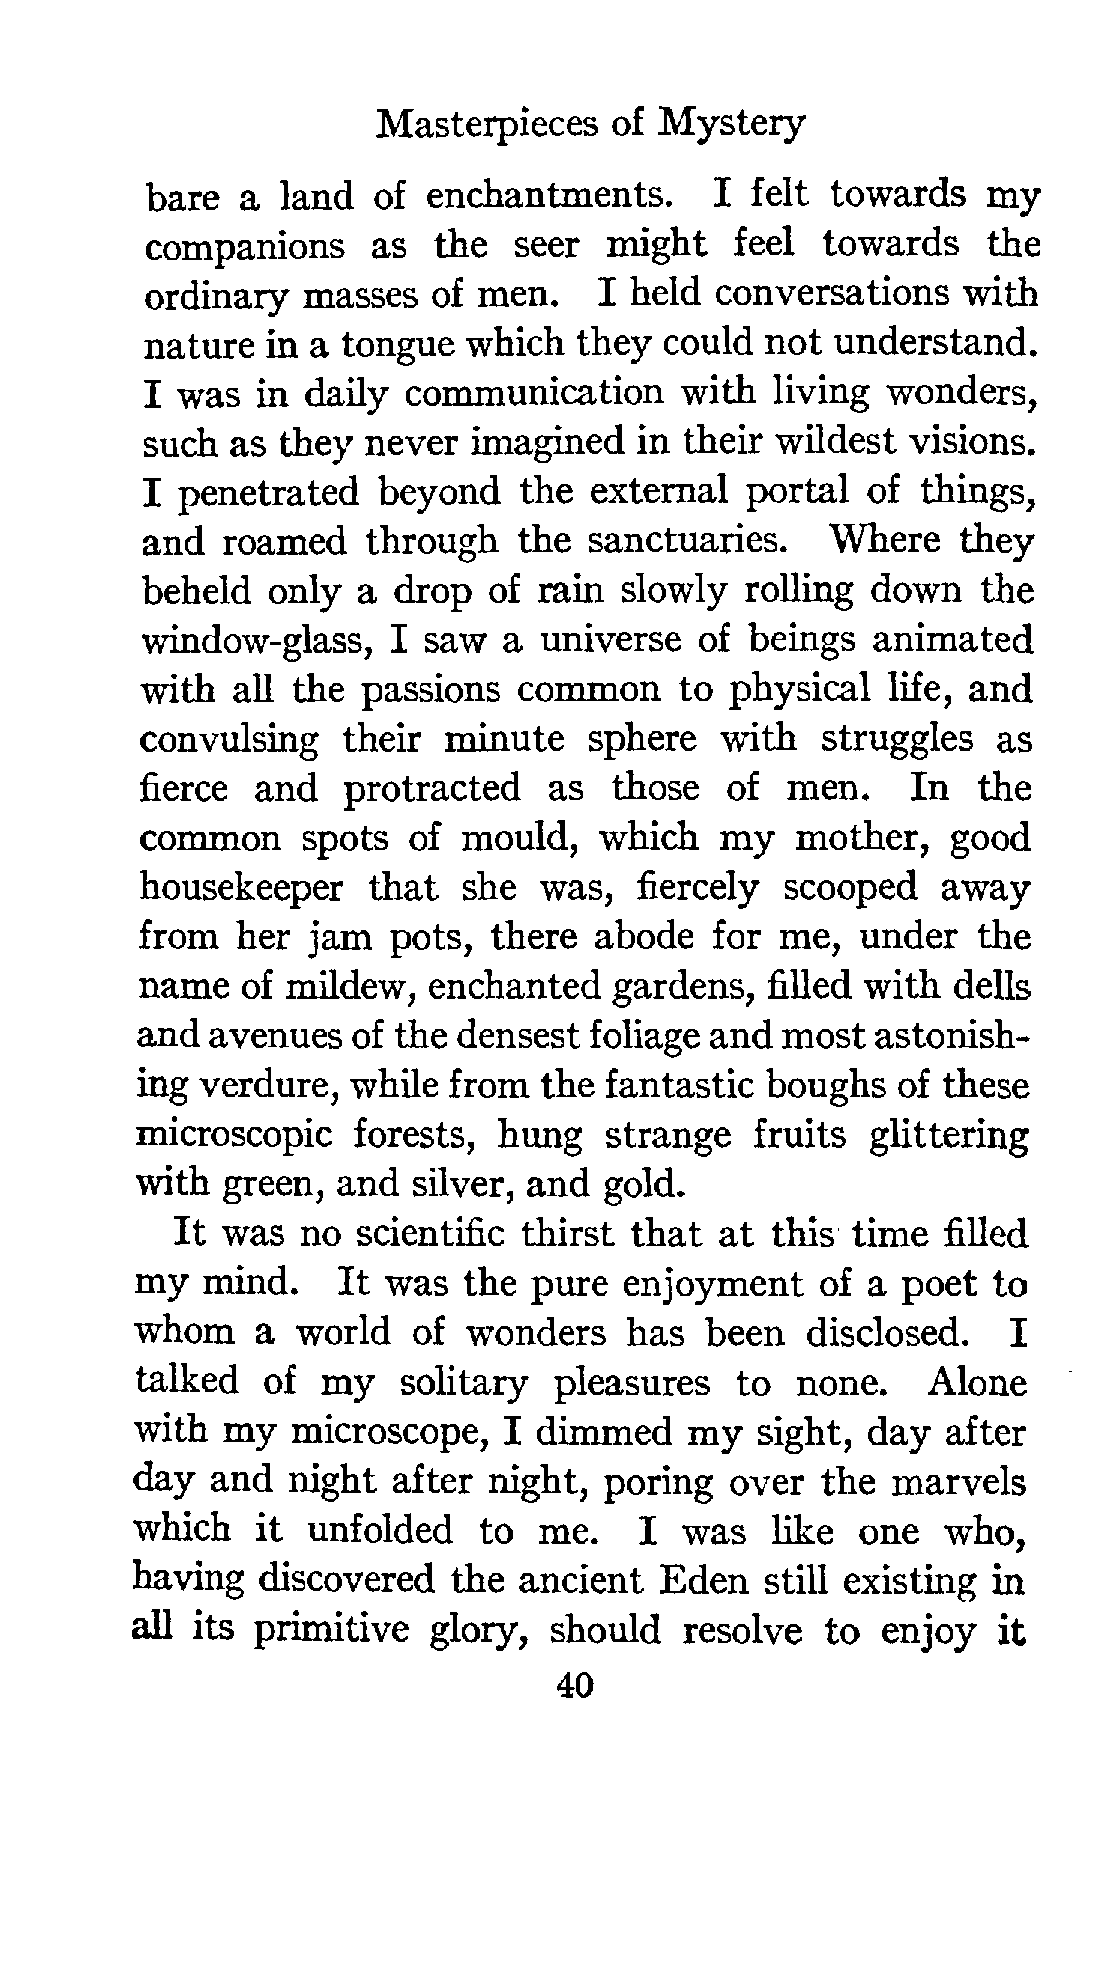 Masterpieces of Mystery
bare a land of enchantments. I felt towards my
companions as the seer might feel towards the
ordinary masses of men. I held conversations with
nature in a tongue which they could not understand.
I was in daily communication with living wonders,
such as they never imagined in their wildest visions.
I penetrated beyond the external portal of things,
and roamed through the sanctuaries. Where they
beheld only a drop of rain slowly rolling down the
window-glass, I saw a universe of beings animated
with all the passions common to physical life, and
convulsing their minute sphere with struggles as
fierce and protracted as those of men. In the
common spots of mould, which my mother, good
housekeeper that she was, fiercely scooped away
from her jam pots, there abode for me, under the
name of mildew, enchanted gardens, filled with dells
and avenues of the densest foliage and most astonish-
ing verdure, while from the fantastic boughs of these
microscopic forests, hung strange fruits glittering
with green, and silver, and gold.
It was no scientific thirst that at this time filled
my mind. It was the pure enjoyment of a poet to
whom a world of wonders has been disclosed. I
talked of my solitary pleasures to none. Alone
with my microscope, I dimmed my sight, day after
day and night after night, poring over the marvels
which it unfolded to me. I was like one who,
having discovered the ancient Eden still existing in
all its primitive glory, should resolve to enjoy it
40